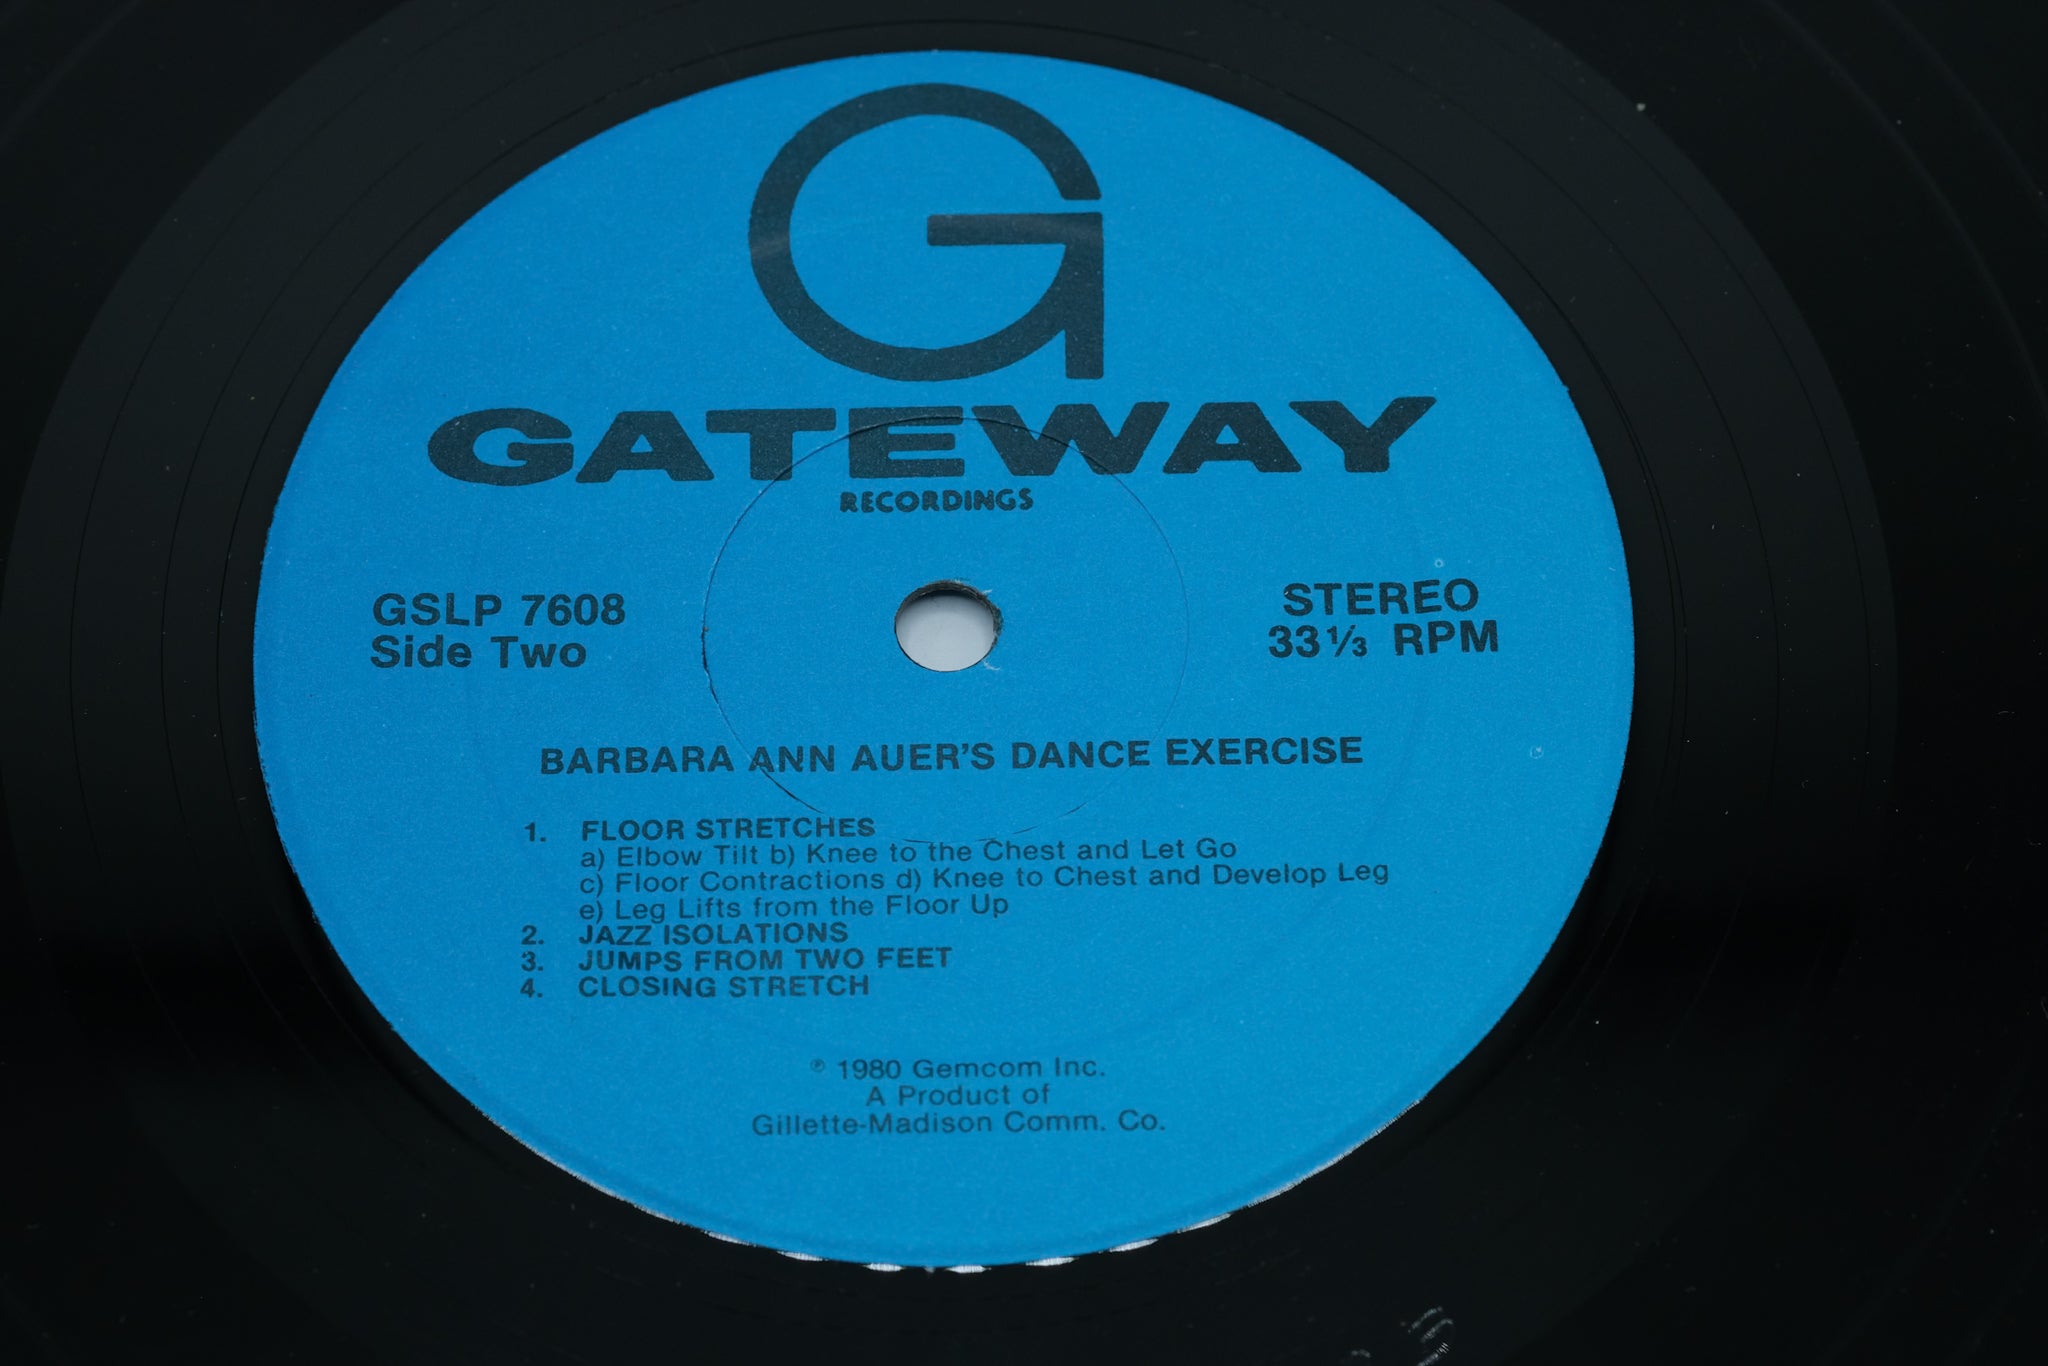 G
GATEWAY
RECORDINGS
GSLP 7608
Side Two
STEREO
33 ⅓ RPM
BARBARA ANN AUER'S DANCE EXERCISE
1. FLOOR STRETCHES
a) Elbow Tilt b) Knee to the Chest and Let Go
c) Floor Contractions d) Knee to Chest and Develop Leg
e) Leg Lifts from the Floor Up
2. JAZZ ISOLATIONS
3. JUMPS FROM TWO FEET
4. CLOSING STRETCH
℗ 1980 Gemcom Inc.
A Product of
Gillette-Madison Comm. Co.